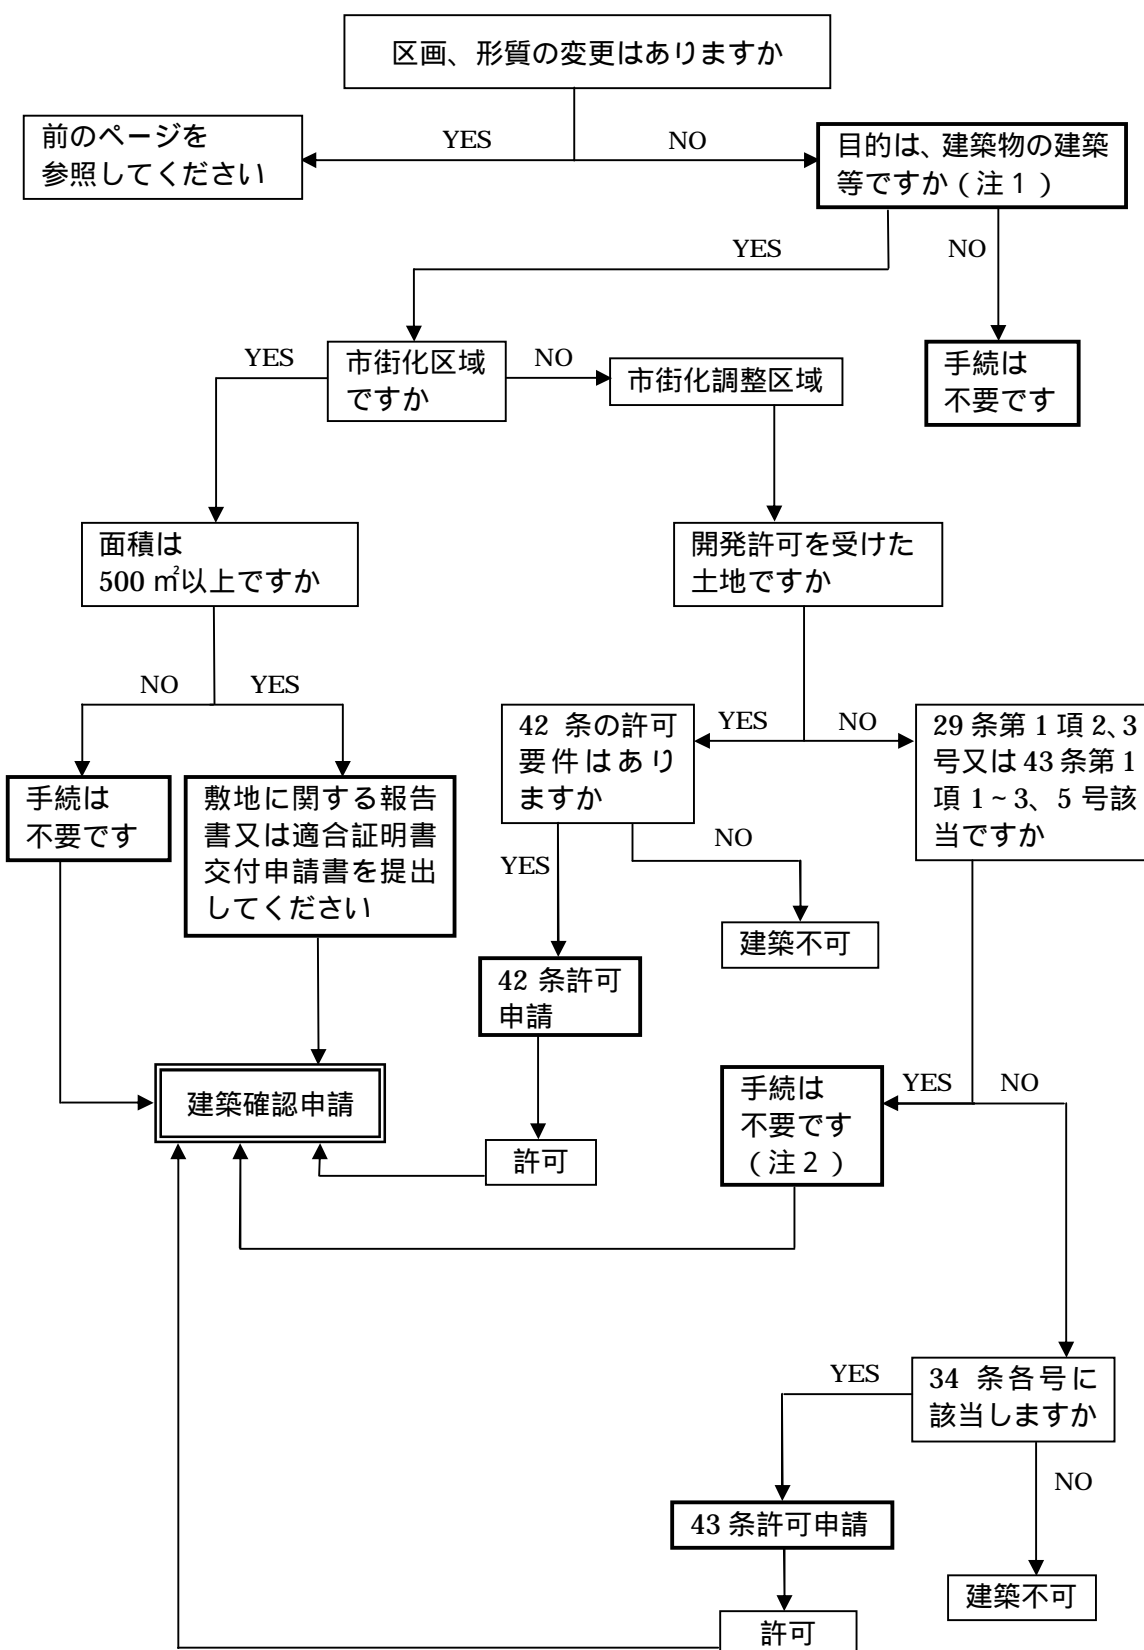 区画、形質の変更はありますか
前のページを
参照してください
YES
NO
目的は、建築物の建築
等ですか（注1）
YES
NO
YES
市街化区域
ですか
NO
市街化調整区域
手続は
不要です
面積は
500㎡以上ですか
開発許可を受けた
土地ですか
NO
YES
42 条の許可
要件はあり
ますか
YES
NO
29条第1項2、3
号又は43条第1
項1~3、5号該
当ですか
手続は
不要です
敷地に関する報告
書又は適合証明書
交付申請書を提出
してください
YES
NO
建築不可
42 条許可
申請
建築確認申請
手続は
不要です
（注2）
YES
NO
許可
YES
34 条各号に
該当しますか
NO
43条許可申請
建築不可
許可